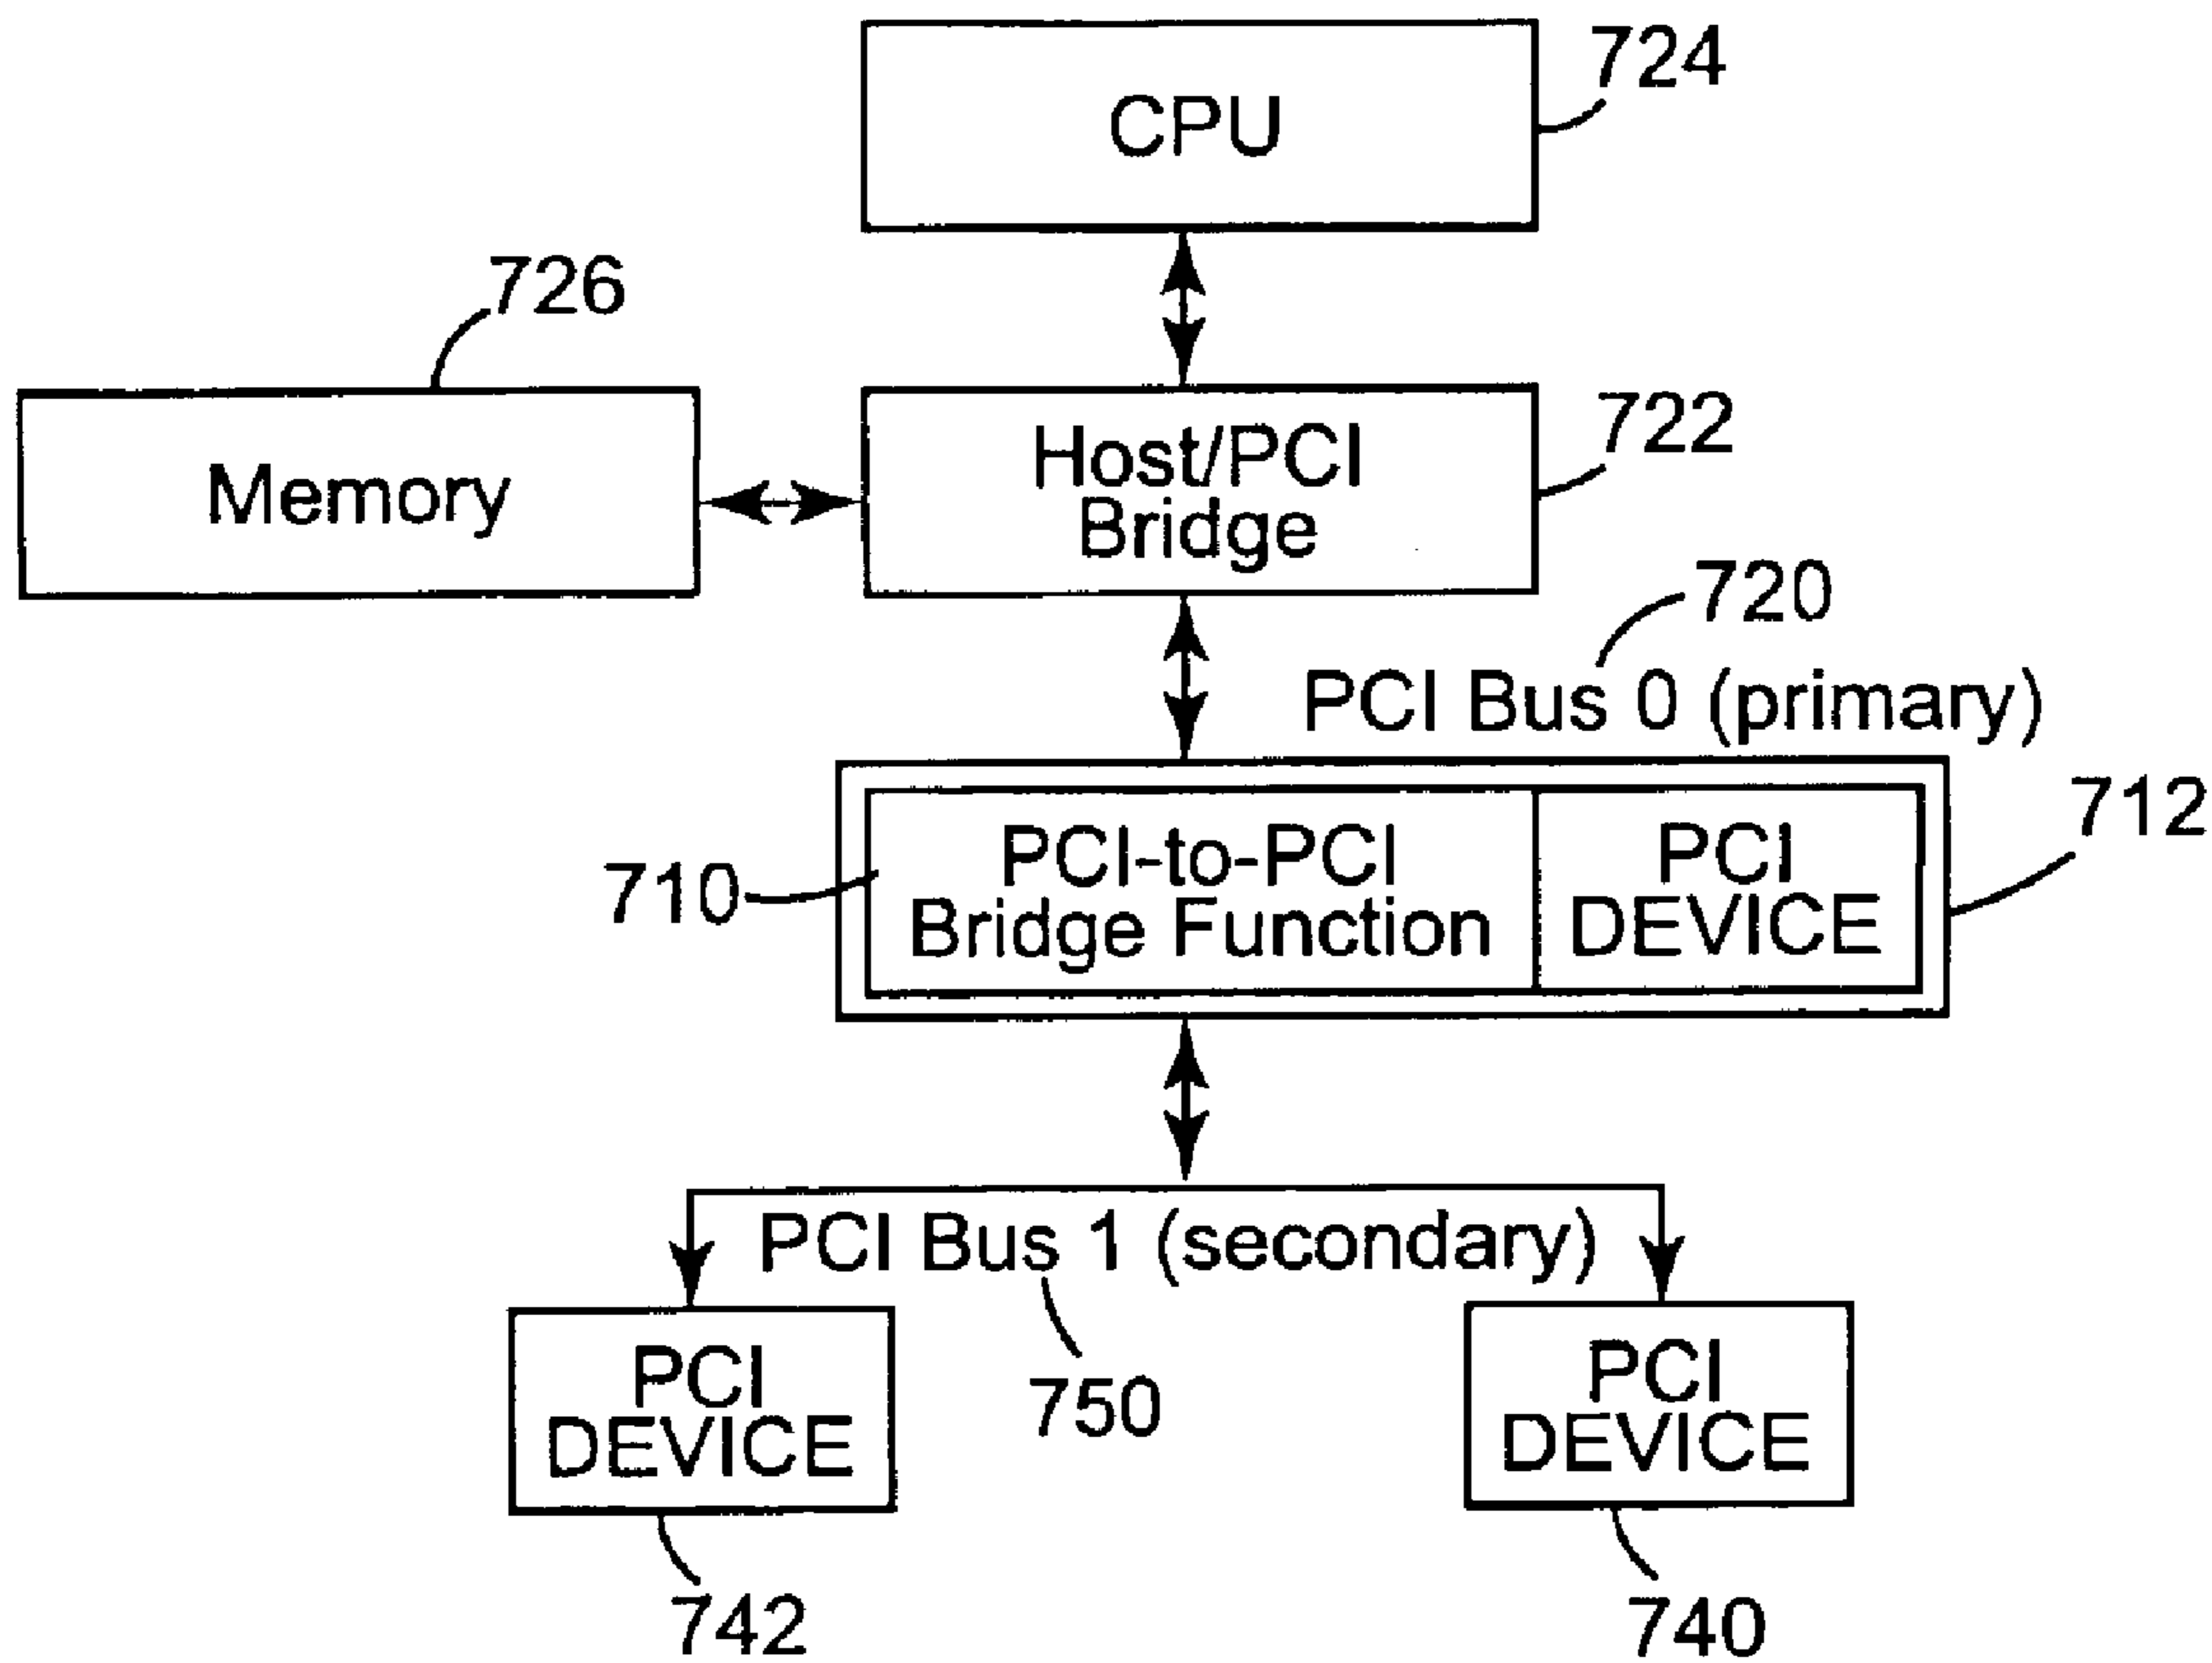 724
CPU
726
722
Memory
Host/PCI
Bridge
720
PCI Bus 0 (primary)
712
710
PCI-to-PCI
Bridge Function
PCI
DEVICE
PCI Bus 1 (secondary)
750
PCI
DEVICE
PCI
DEVICE
742
740